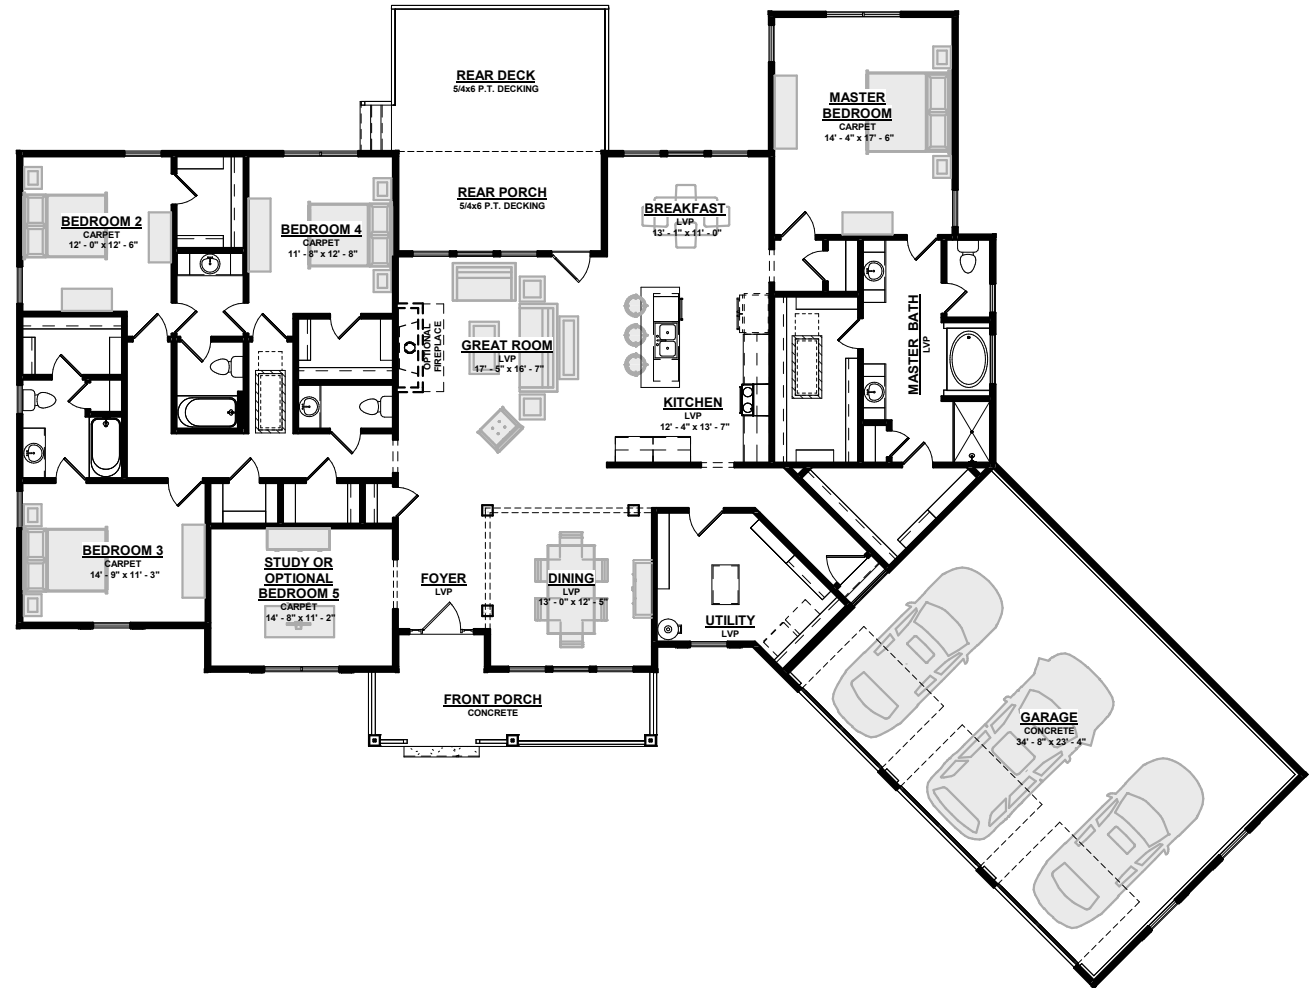 REAR DECK
5/4x6 P.T. DECKING
MASTER
BEDROOM
CARPET
14' - 4" x 17' - 6"
REAR PORCH
5/4x6 P.T. DECKING
BREAKFAST
LVP
13' - 1" x 11' - 0"
BEDROOM 2
CARPET
12' - 0" x 12' - 6"
BEDROOM 4
CARPET
11' - 8" x 12' - 8"
OPTIONAL
FIREPLACE
GREAT ROOM
LVP
17' - 5" x 16' - 7"
MASTER BATH
LVP
KITCHEN
LVP
12' - 4" x 13' - 7"
BEDROOM 3
CARPET
14' - 9" x 11' - 3"
STUDY OR
OPTIONAL
BEDROOM 5
CARPET
14' - 8" x 11' - 2"
FOYER
LVP
DINING
LVP
13' - 0" x 12' - 5"
UTILITY
LVP
FRONT PORCH
CONCRETE
GARAGE
CONCRETE
34' - 8" x 23' - 4"